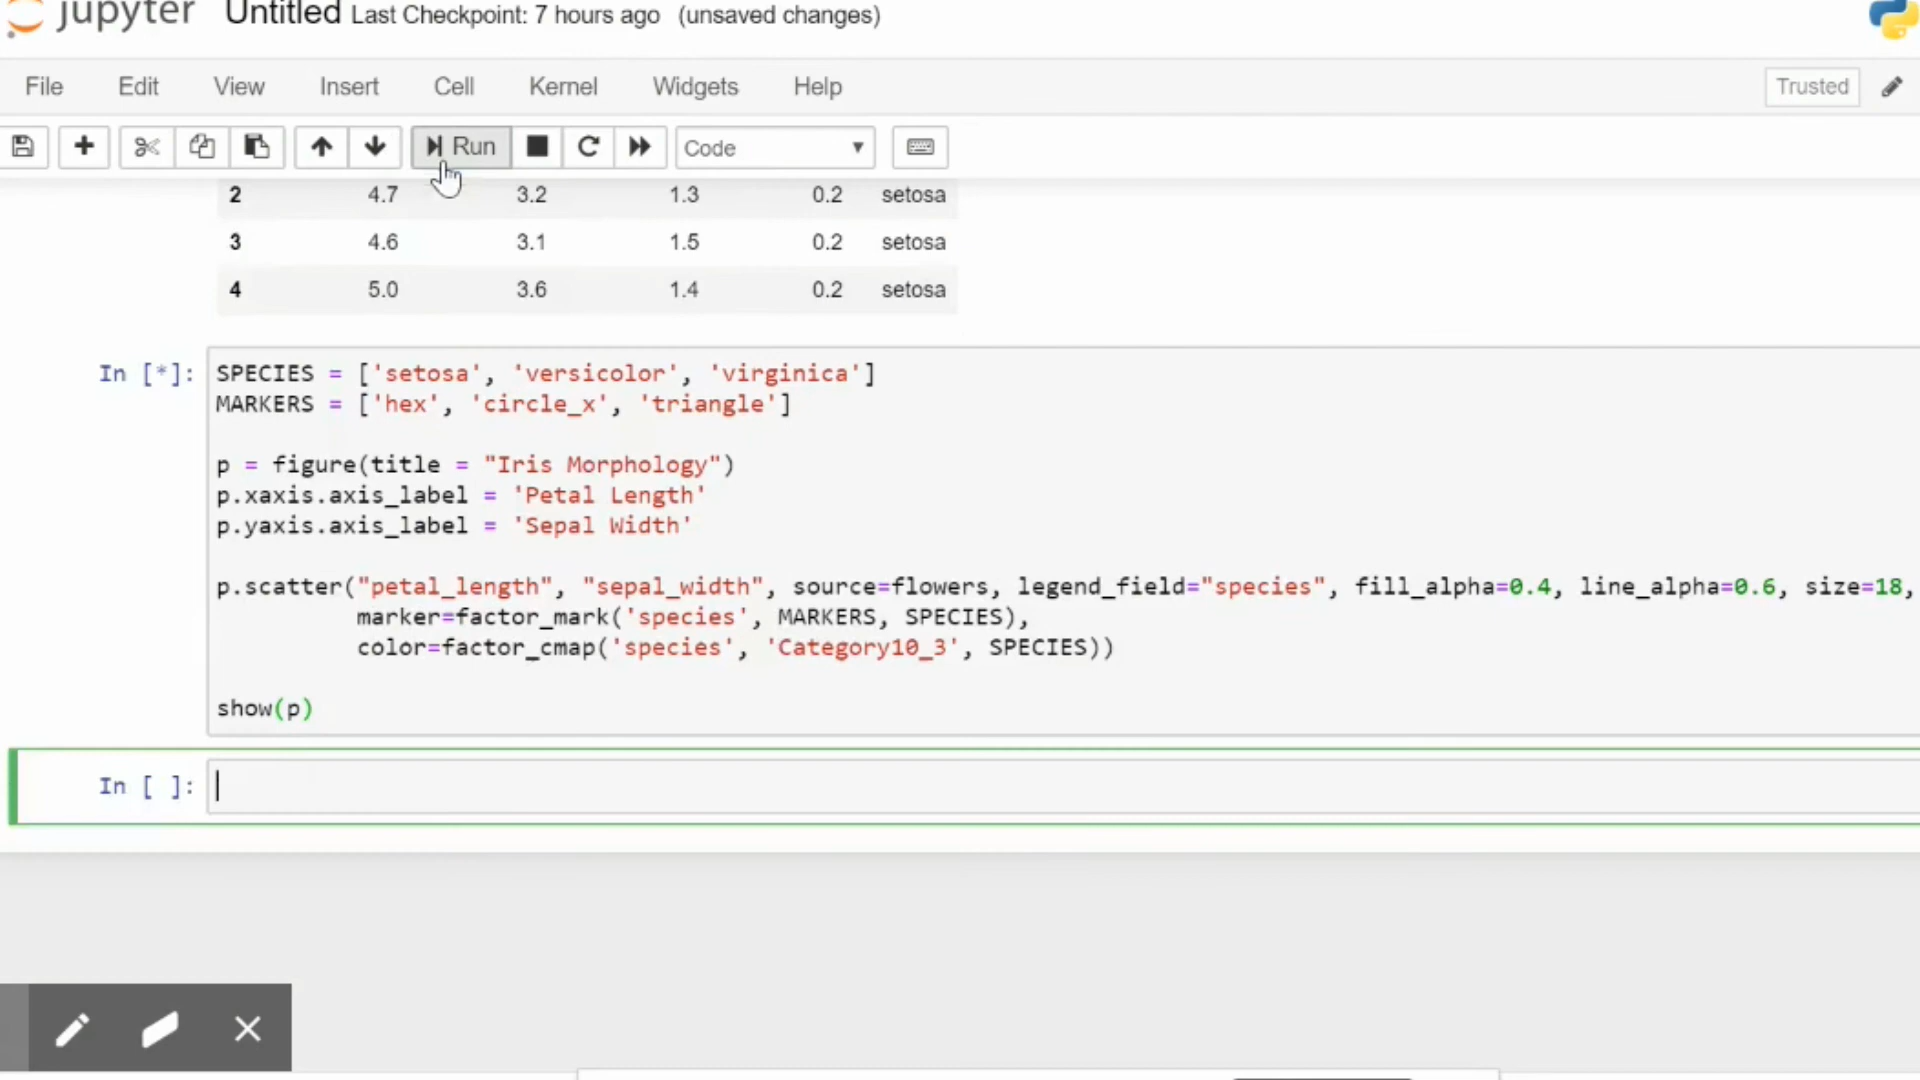 jupyter Untitled Last Checkpoint: 7 hours ago (unsaved changes)
File Edit View Insert Cell Kernel Widgets Help Trusted
Run Code
2 4.7 3.2 1.3 0.2 setosa
3 4.6 3.1 1.5 0.2 setosa
4 5.0 3.6 1.4 0.2 setosa
In [*]: SPECIES = ['setosa', 'versicolor', 'virginica']
MARKERS = ['hex', 'circle_x', 'triangle']
p = figure(title = "Iris Morphology")
p.xaxis.axis_label = 'Petal Length'
p.yaxis.axis_label = 'Sepal Width'
p.scatter("petal_length", "sepal_width", source=flowers, legend_field="species", fill_alpha=0.4, line_alpha=0.6, size=18,
marker=factor_mark('species', MARKERS, SPECIES),
color=factor_cmap('species', 'Category10_3', SPECIES))
show(p)
In [ ]: